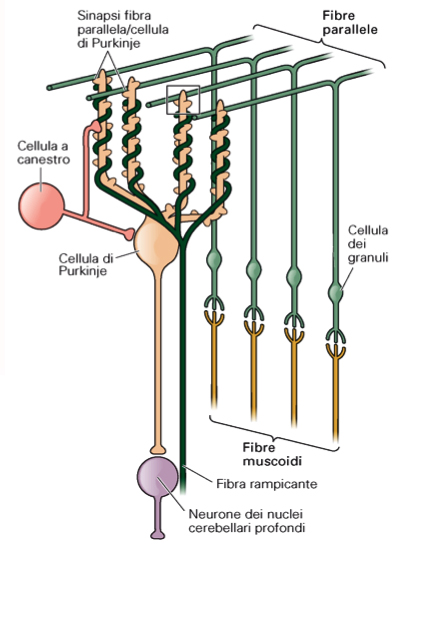 Sinapsi fibra
parallela/cellula
di Purkinje
Fibre
parallele
Cellula a
canestro
Cellula di
Purkinje
Cellula
dei
granuli
Fibre
muscoidi
Fibra rampicante
Neurone dei nuclei
cerebellari profondi